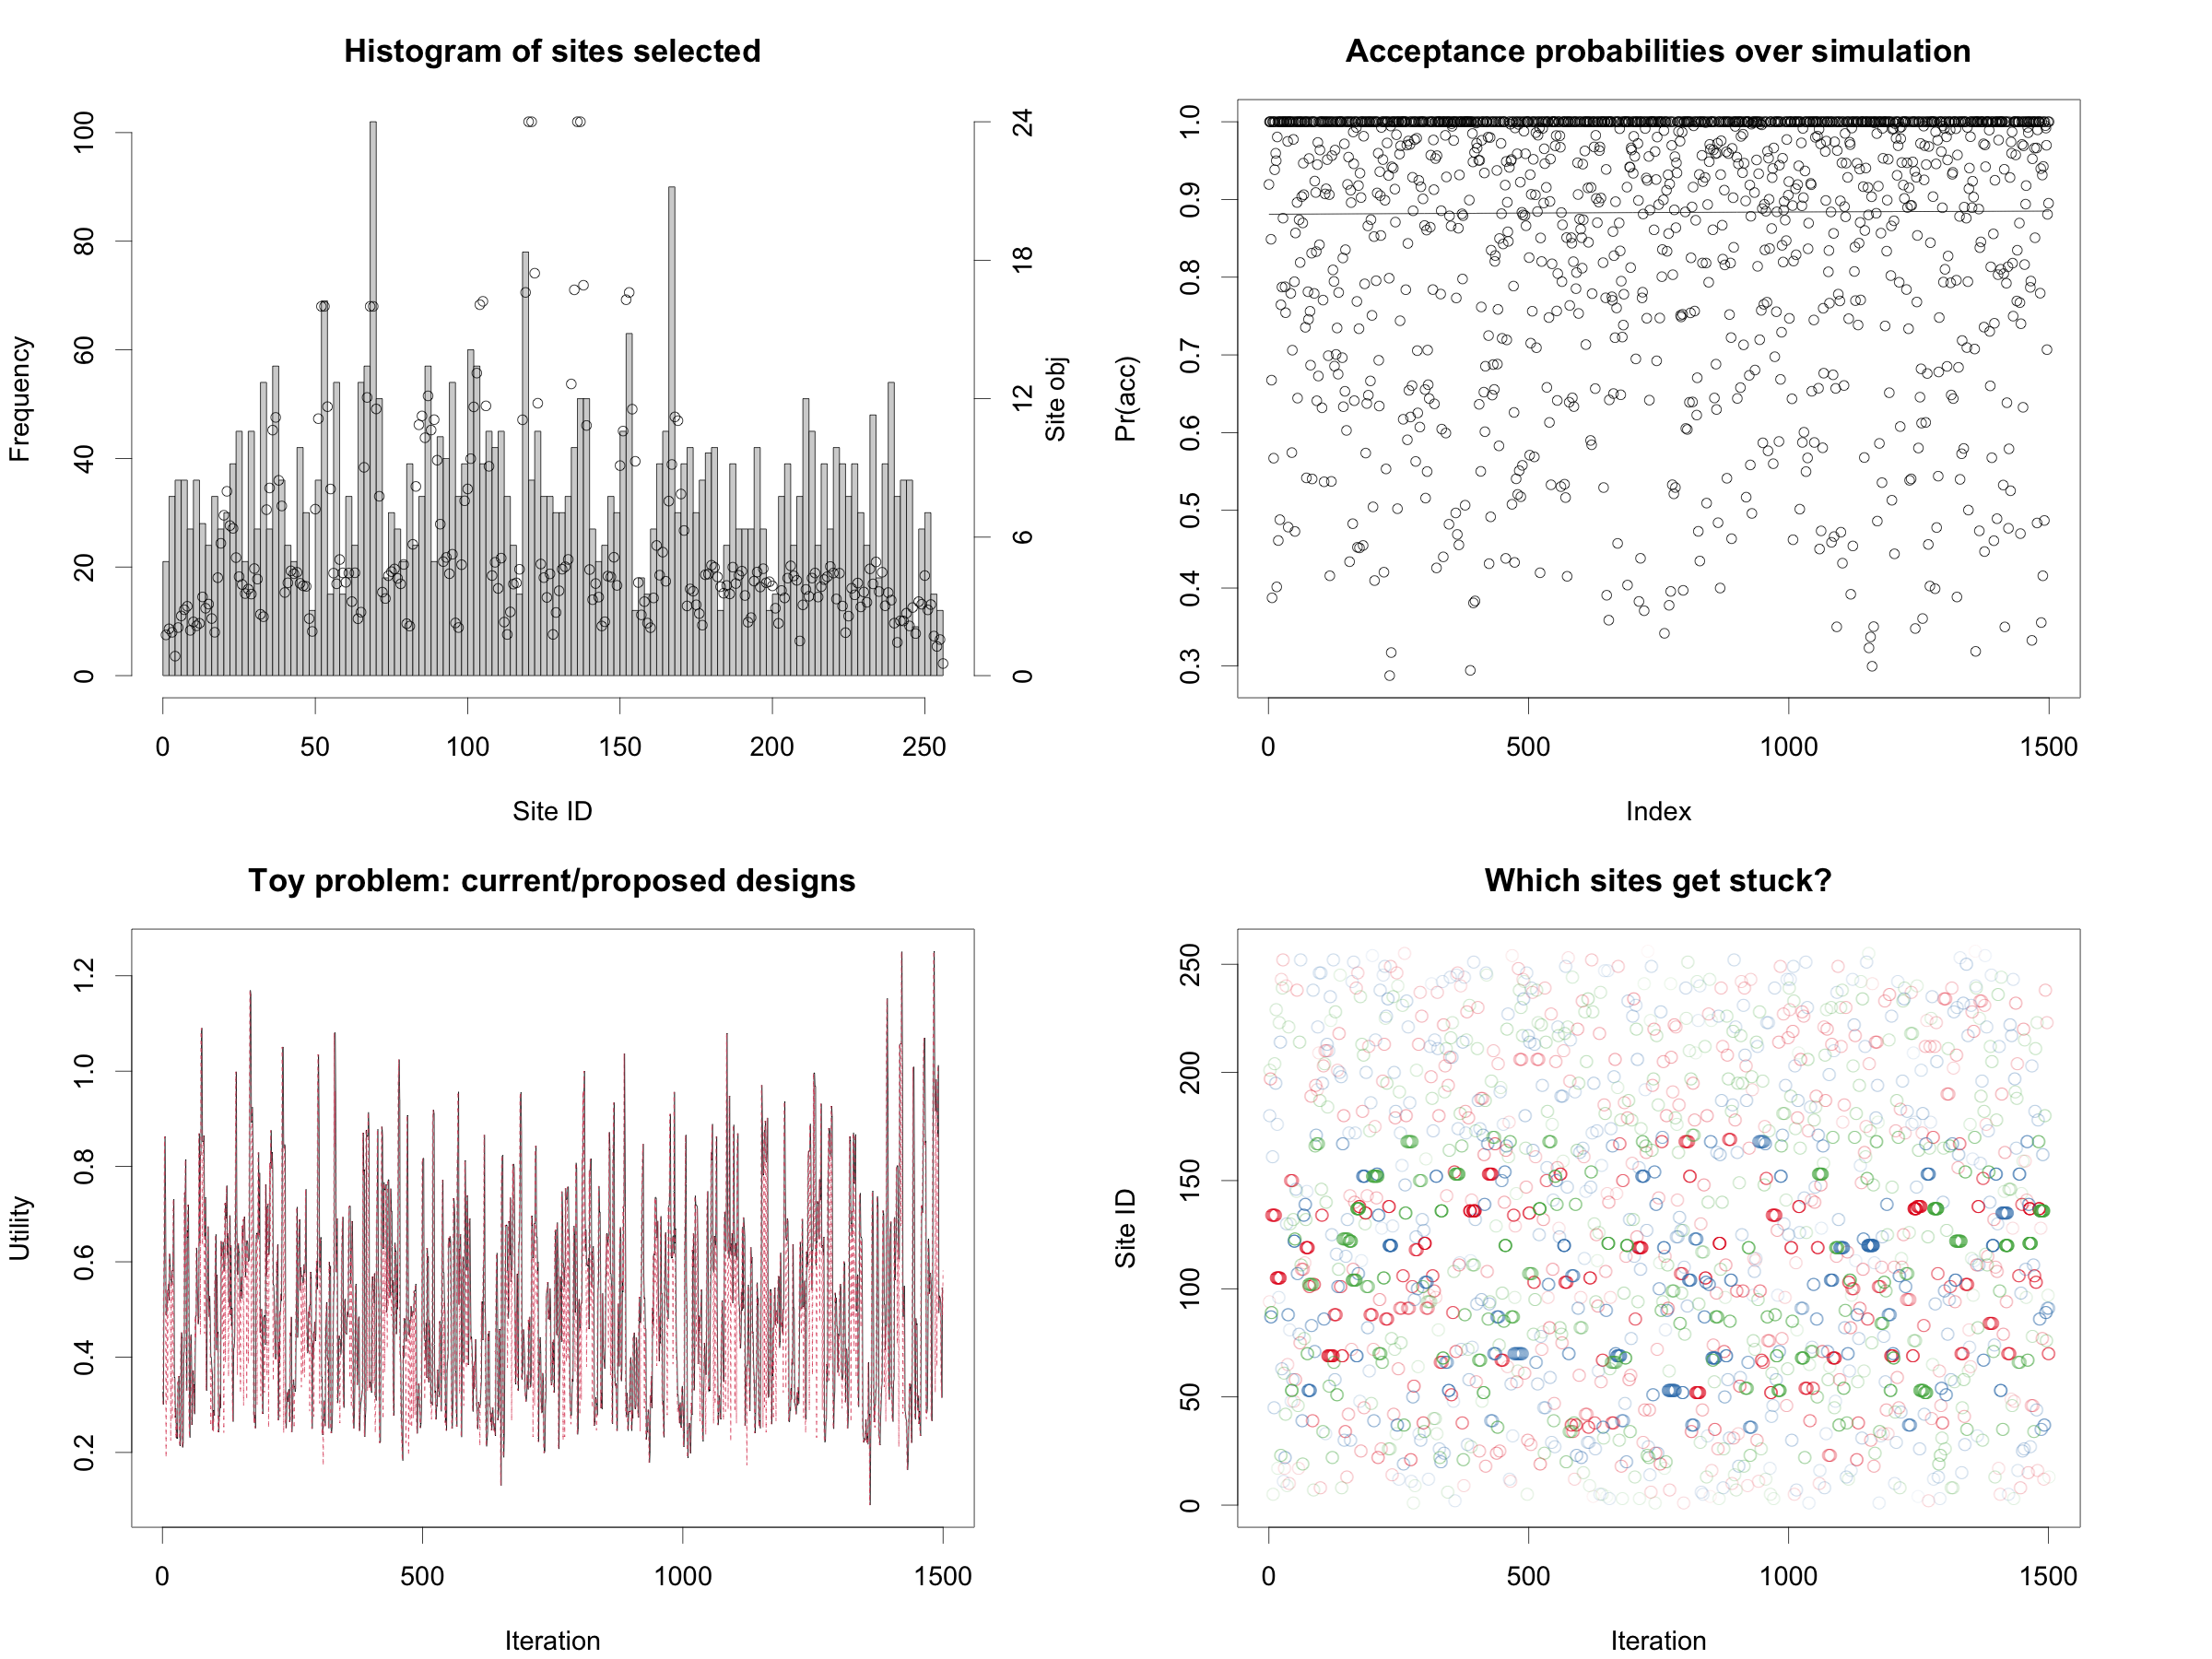 Histogram of sites selected
Frequency
0 20 40 60 80 100
0 6 12 18 24
Site obj
0 50 100 150 200 250
Site ID
Acceptance probabilities over simulation
Pr(acc)
0.3 0.4 0.5 0.6 0.7 0.8 0.9 1.0
0 500 1000 1500
Index
Toy problem: current/proposed designs
Utility
0.2 0.4 0.6 0.8 1.0 1.2
0 500 1000 1500
Iteration
Which sites get stuck?
Site ID
0 50 100 150 200 250
0 500 1000 1500
Iteration